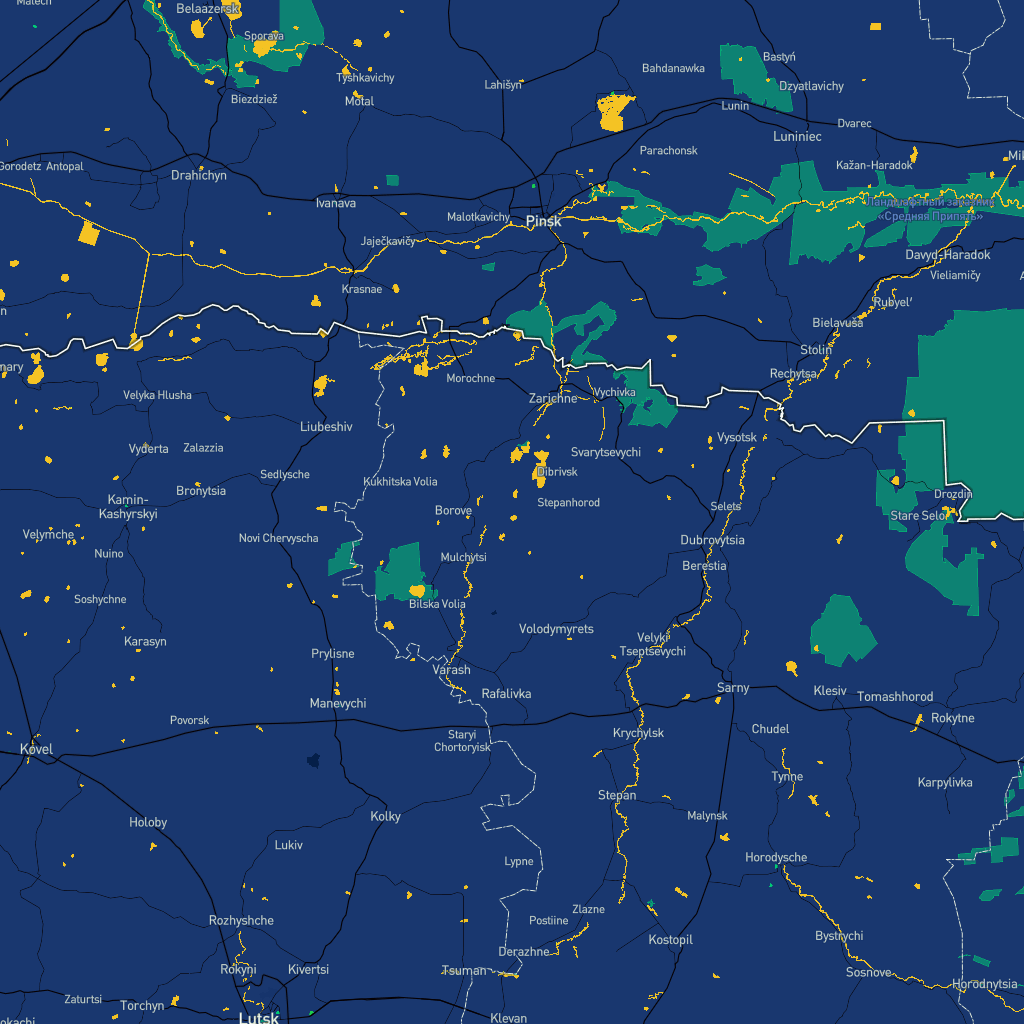 Malech
Belaazersk
Sporava
Tyshkavichy
Biezdziež
Motal
Lahišyn
Bahdanawka
Bastyń
Dzyatlavichy
Lunin
Dvarec
Luniniec
Parachonsk
Gorodetz
Antopal
Drahichyn
Kažan-Haradok
Ivanava
Malotkavichy
Pinsk
Ландшафтный заказник
«Средняя Припять»
Jaječkavičy
Davyd-Haradok
Vieliamičy
Krasnae
Rubyel'
Bielavuša
Stolin
Rechytsa
Morochne
Vychivka
Velyka Hlusha
Zarichne
Liubeshiv
Vysotsk
Vyderta
Zalazzia
Svarytsevychi
Sedlysche
Dibrivsk
Bronytsia
Kukhitska Volia
Drozdin
Kamin-
Kashyrskyi
Stepanhorod
Selets
Borove
Stare Selo
Velymche
Novi Chervyscha
Dubrovytsia
Nuino
Mulchytsi
Berestia
Soshychne
Bilska Volia
Volodymyrets
Karasyn
Velyki
Tseptsevychi
Prylisne
Varash
Rafalivka
Sarny
Klesiv
Tomashhorod
Manevychi
Povorsk
Rokytne
Staryi
Chortoryisk
Krychylsk
Chudel
Kovel
Tynne
Karpylivka
Stepan
Holoby
Kolky
Malynsk
Lukiv
Lypne
Horodysche
Zlazne
Rozhyshche
Postiine
Kostopil
Bystrychi
Derazhne
Rokyni
Kivertsi
Tsuman
Sosnove
Horodnytsia
Zaturtsi
Torchyn
Lutsk
Klevan